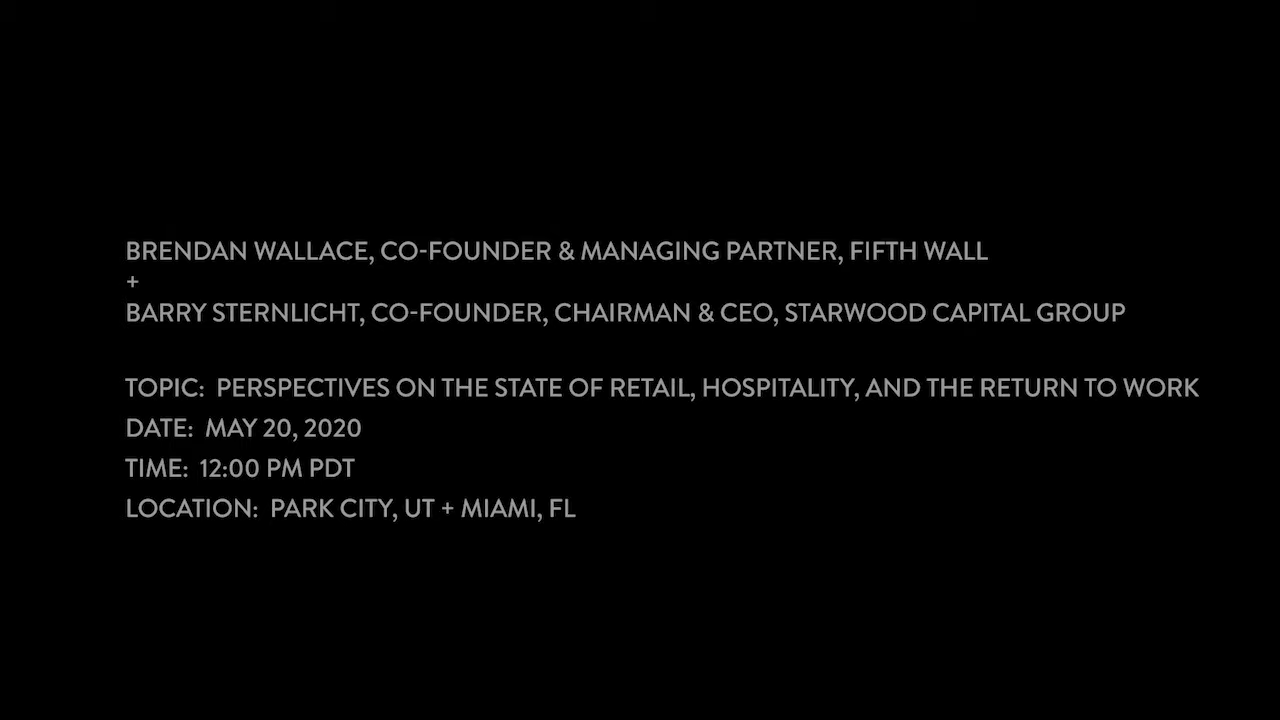 BRENDAN WALLACE, CO-FOUNDER & MANAGING PARTNER, FIFTH WALL
+
BARRY STERNLICHT, CO-FOUNDER, CHAIRMAN & CEO, STARWOOD CAPITAL GROUP
TOPIC: PERSPECTIVES ON THE STATE OF RETAIL, HOSPITALITY, AND THE RETURN TO WORK
DATE: MAY 20, 2020
TIME: 12:00 PM PDT
LOCATION: PARK CITY, UT + MIAMI, FL